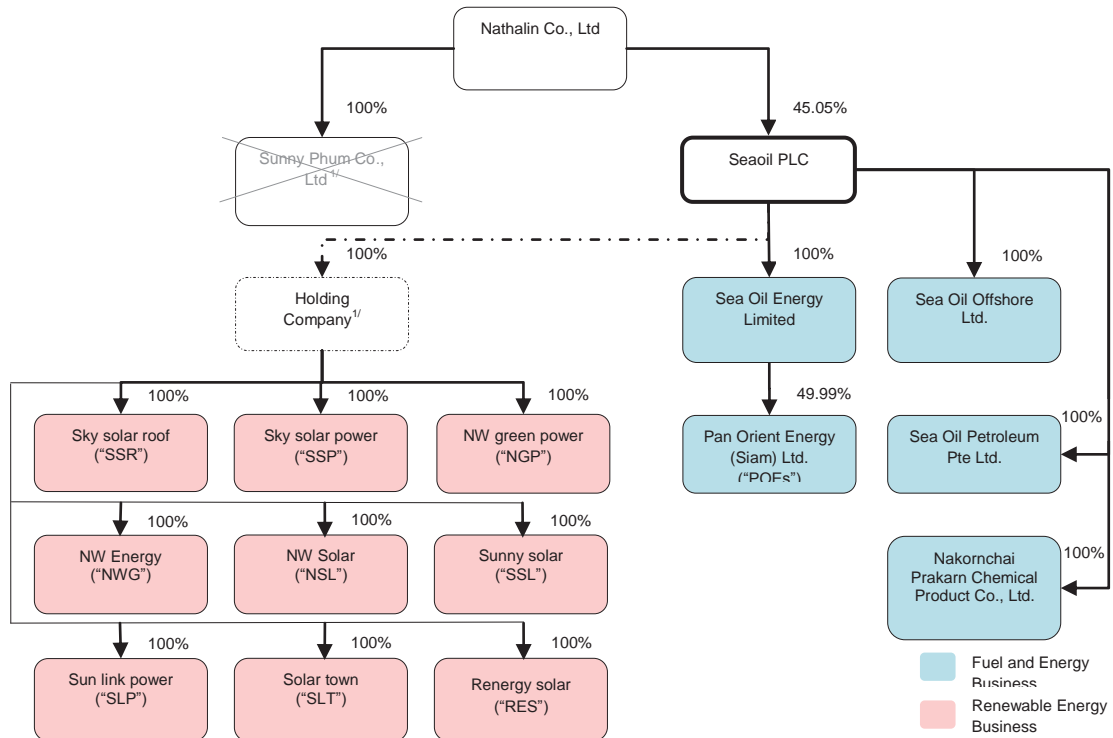 Nathalin Co., Ltd
100%
45.05%
Sunny Phum Co.,
Ltd 1/
Seaoil PLC
100%
100%
100%
Holding
Company1/
Sea Oil Energy
Limited
Sea Oil Offshore
Ltd.
100%
100%
100%
49.99%
100%
Sky solar roof
("SSR")
Sky solar power
("SSP")
NW green power
("NGP")
Pan Orient Energy
(Siam) Ltd.
("POEs")
Sea Oil Petroleum
Pte Ltd.
100%
100%
100%
100%
NW Energy
("NWG")
NW Solar
("NSL")
Sunny solar
("SSL")
Nakornchai
Prakarn Chemical
Product Co., Ltd.
100%
100%
100%
Sun link power
("SLP")
Solar town
("SLT")
Renergy solar
("RES")
Fuel and Energy
Business
Renewable Energy
Business